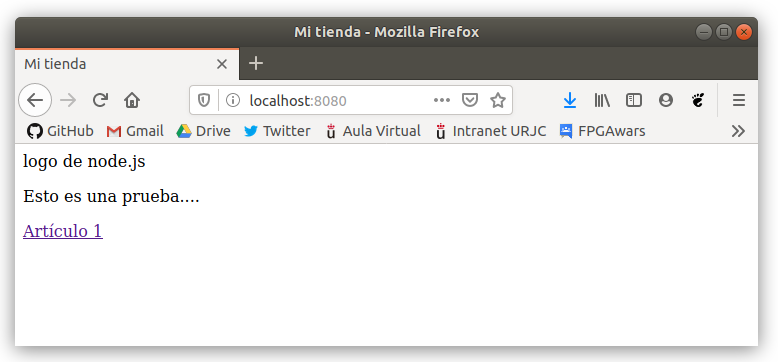 Mi tienda - Mozilla Firefox
Mi tienda
localhost:8080
GitHub Gmail Drive Twitter Aula Virtual Intranet URJC FPGAwars
logo de node.js
Esto es una prueba....
Artículo 1